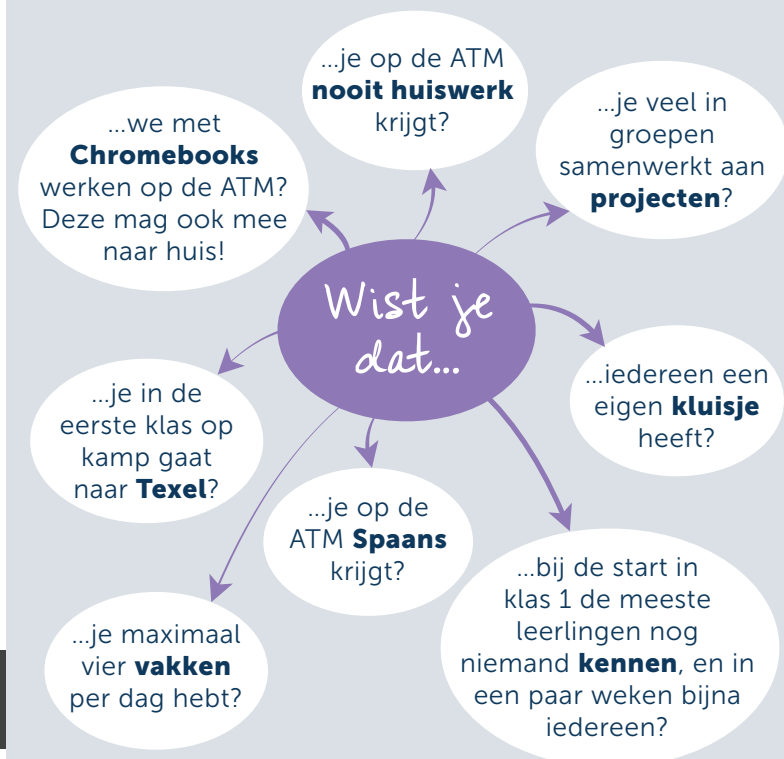 Wist je
dat...
...je op de ATM
nooit huiswerk
krijgt?
...we met
Chromebooks
werken op de ATM?
Deze mag ook mee
naar huis!
...je veel in
groepen
samenwerkt aan
projecten?
...je in de
eerste klas op
kamp gaat
naar Texel?
...iedereen een
eigen kluisje
heeft?
...je op de
ATM Spaans
krijgt?
...je maximaal
vier vakken
per dag hebt?
...bij de start in
klas 1 de meeste
leerlingen nog
niemand kennen, en in
een paar weken bijna
iedereen?